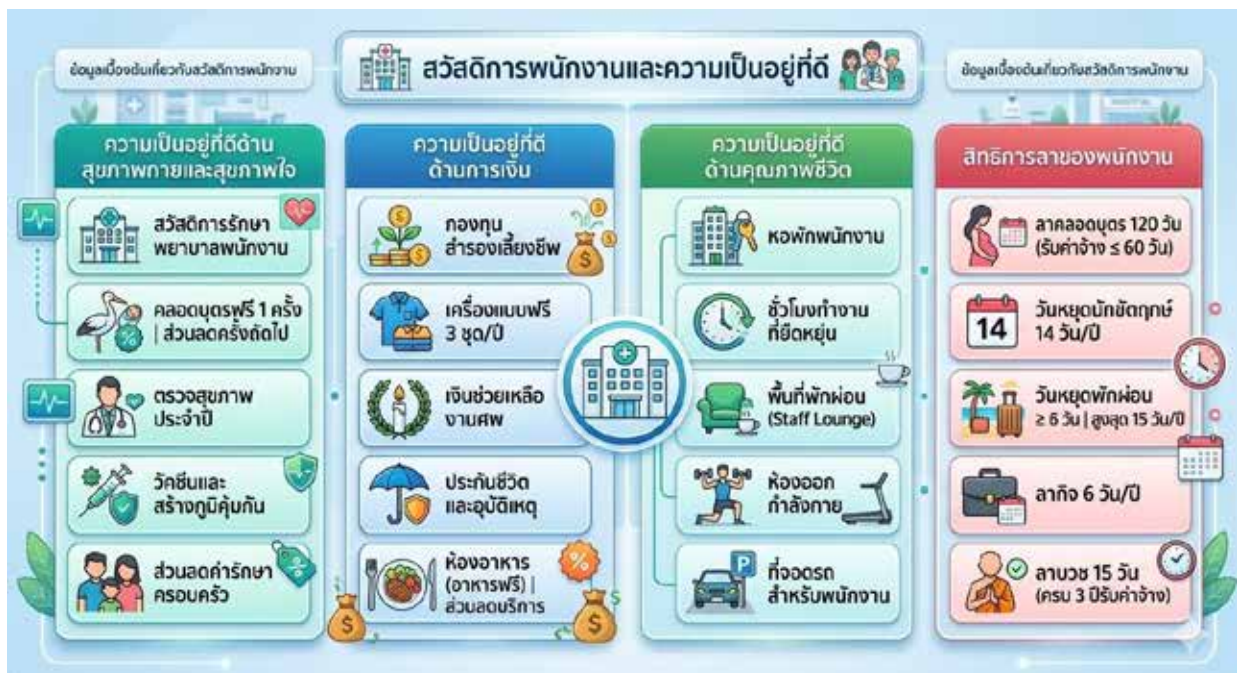 ข้อมูลเบื้องต้นเกี่ยวกับสวัสดิการพนักงาน
สวัสดิการพนักงานและความเป็นอยู่ที่ดี
ข้อมูลเบื้องต้นเกี่ยวกับสวัสดิการพนักงาน
ความเป็นอยู่ที่ดีด้าน
สุขภาพกายและสุขภาพใจ
สวัสดิการรักษา
พยาบาลพนักงาน
คลอดบุตรฟรี 1 ครั้ง
| ส่วนลดครั้งถัดไป
ตรวจสุขภาพ
ประจำปี
วัคซีนและ
สร้างภูมิคุ้มกัน
ส่วนลดค่ารักษา
ครอบครัว
ความเป็นอยู่ที่ดี
ด้านการเงิน
กองทุน
สำรองเลี้ยงชีพ
เครื่องแบบฟรี
3 ชุด/ปี
เงินช่วยเหลือ
งานศพ
ประกันชีวิต
และอุบัติเหตุ
ห้องอาหาร
(อาหารฟรี) |
ส่วนลดบริการ
ความเป็นอยู่ที่ดี
ด้านคุณภาพชีวิต
หอพักพนักงาน
ชั่วโมงทำงาน
ที่ยืดหยุ่น
พื้นที่พักผ่อน
(Staff Lounge)
ห้องออก
กำลังกาย
P
ที่จอดรถ
สำหรับพนักงาน
สิทธิการลาของพนักงาน
ลาคลอดบุตร 120 วัน
(รับค่าจ้าง ≤ 60 วัน)
14
วันหยุดนักขัตฤกษ์
14 วัน/ปี
วันหยุดพักผ่อน
≥ 6 วัน | สูงสุด 15 วัน/ปี
ลากิจ 6 วัน/ปี
ลาบวช 15 วัน
(ครบ 3 ปีรับค่าจ้าง)